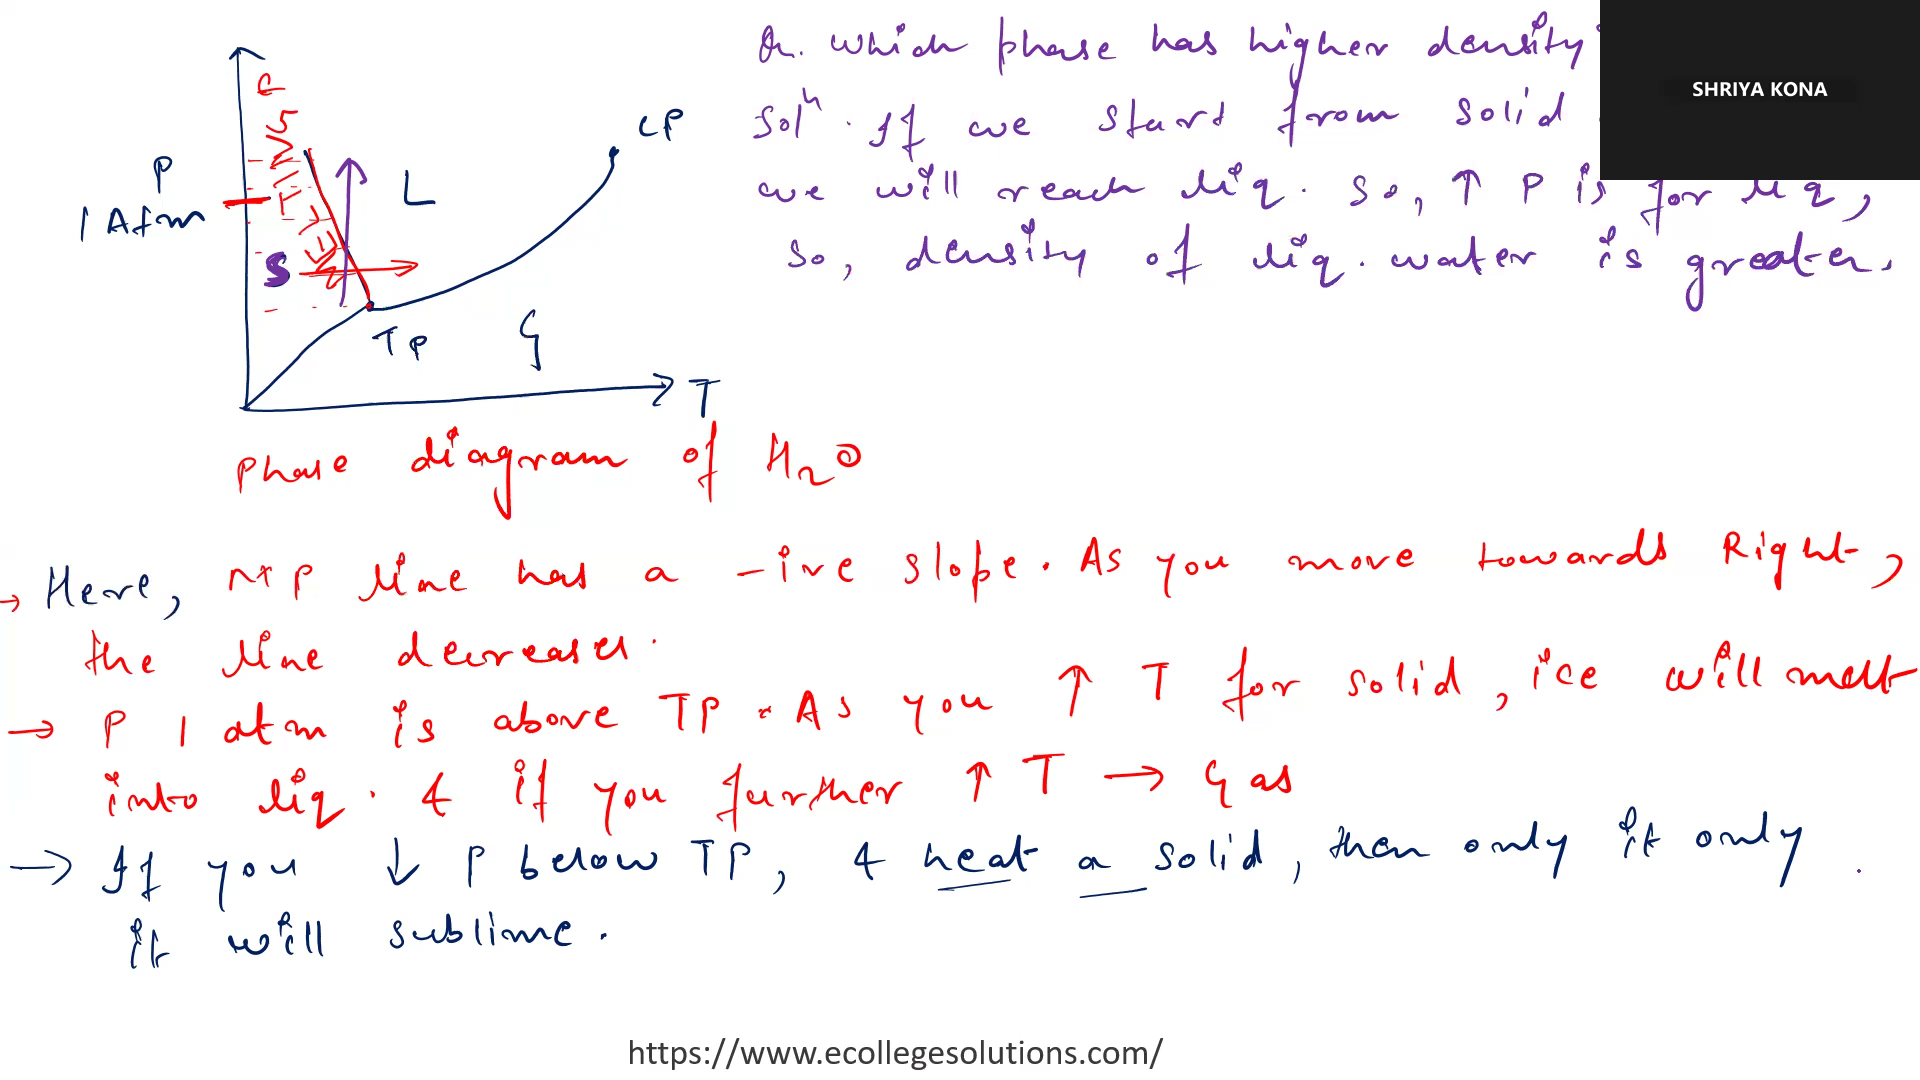 P
1 Atm
S
L
CP
TP
G
T
Phase diagram of H2O
Qn. which phase has higher density
Solⁿ. If we start from solid
we will reach liq. So, ↑ P is for liq,
so, density of liq. water is greater.
SHRIYA KONA
→ Here, MP line has a -ive slope. As you move towards Right,
the line decreases.
→ P 1 atm is above TP. As you ↑ T for solid, ice will melt
into liq. & if you further ↑ T → Gas
→ If you ↓ P below TP, & heat a solid, then only it only
it will sublime.
https://www.ecollegesolutions.com/